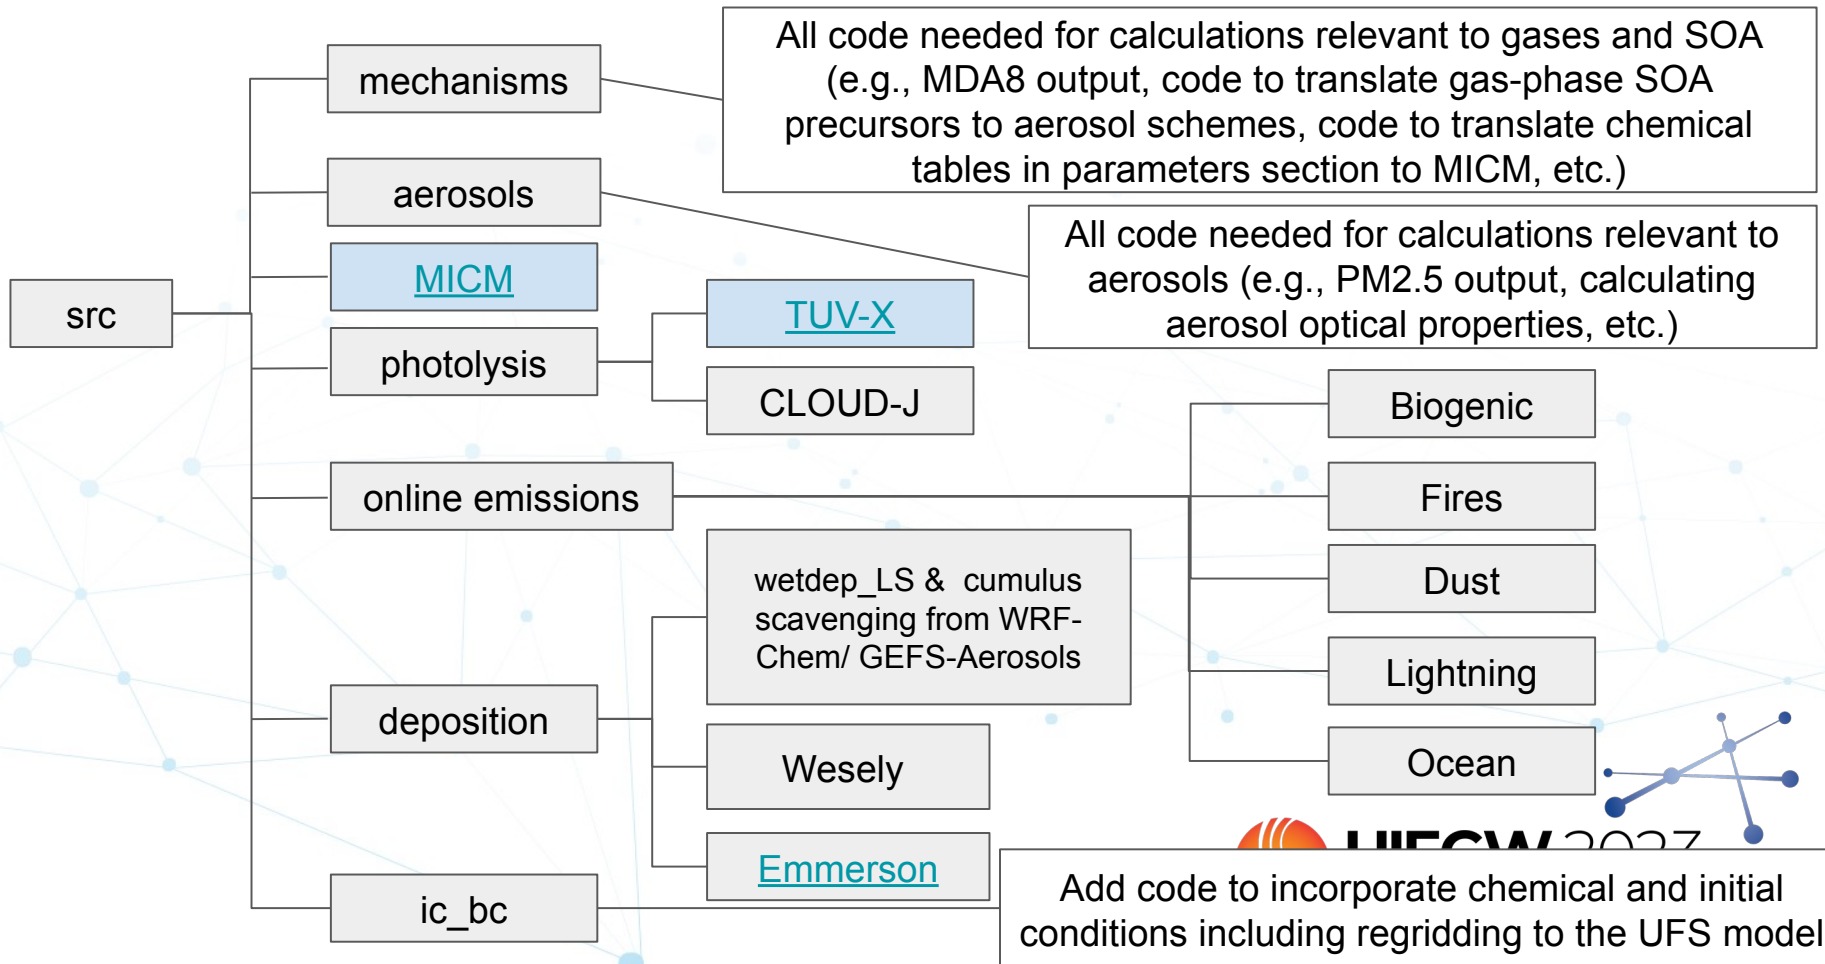 mechanisms
All code needed for calculations relevant to gases and SOA
(e.g., MDA8 output, code to translate gas-phase SOA
precursors to aerosol schemes, code to translate chemical
tables in parameters section to MICM, etc.)
aerosols
All code needed for calculations relevant to
aerosols (e.g., PM2.5 output, calculating
aerosol optical properties, etc.)
MICM
src
TUV-X
photolysis
CLOUD-J
Biogenic
online emissions
Fires
Dust
wetdep_LS &  cumulus
scavenging from WRF-
Chem/ GEFS-Aerosols
Lightning
deposition
Wesely
Ocean
Emmerson
ic_bc
Add code to incorporate chemical and initial
conditions including regridding to the UFS model